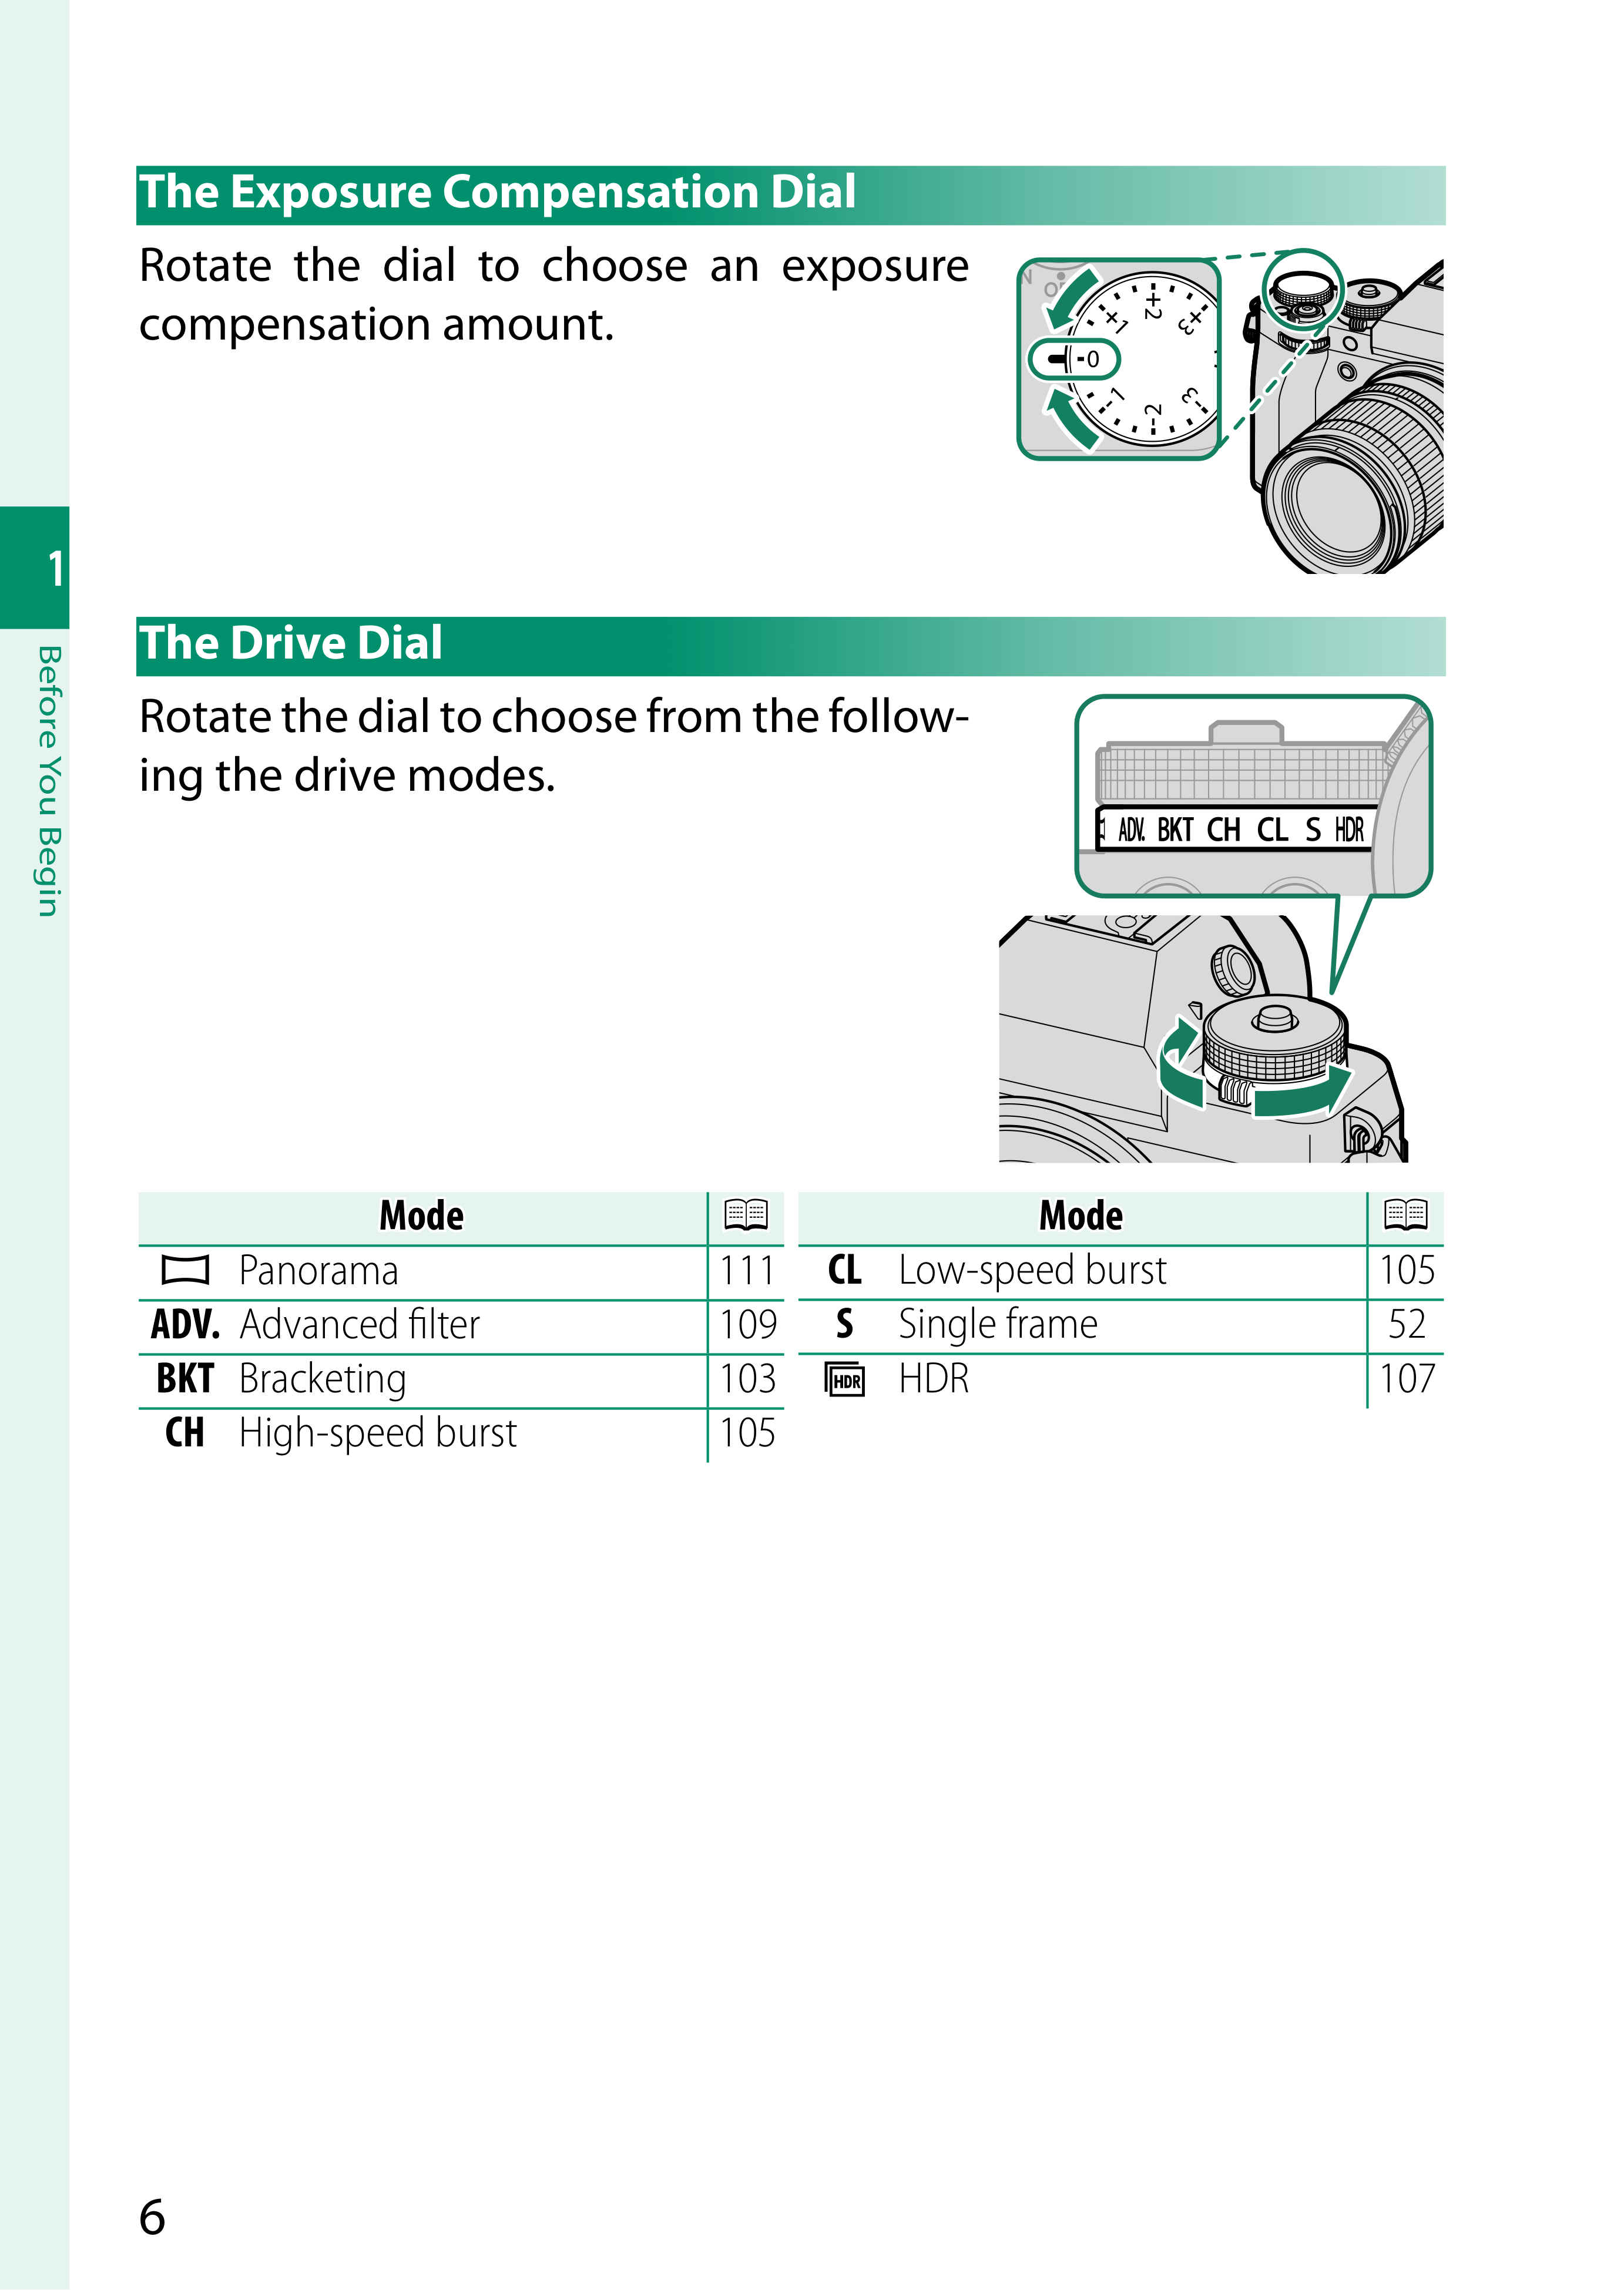 The Exposure Compensation Dial
Rotate the dial to choose an exposure
compensation amount.
+1 +2 +3
-0
-1 -2 -3
1
Before You Begin
The Drive Dial
Rotate the dial to choose from the follow-
ing the drive modes.
ADV. BKT CH CL S HDR
Mode
Panorama 111
ADV. Advanced filter 109
BKT Bracketing 103
CH High-speed burst 105
Mode
CL Low-speed burst 105
S Single frame 52
HDR HDR 107
6